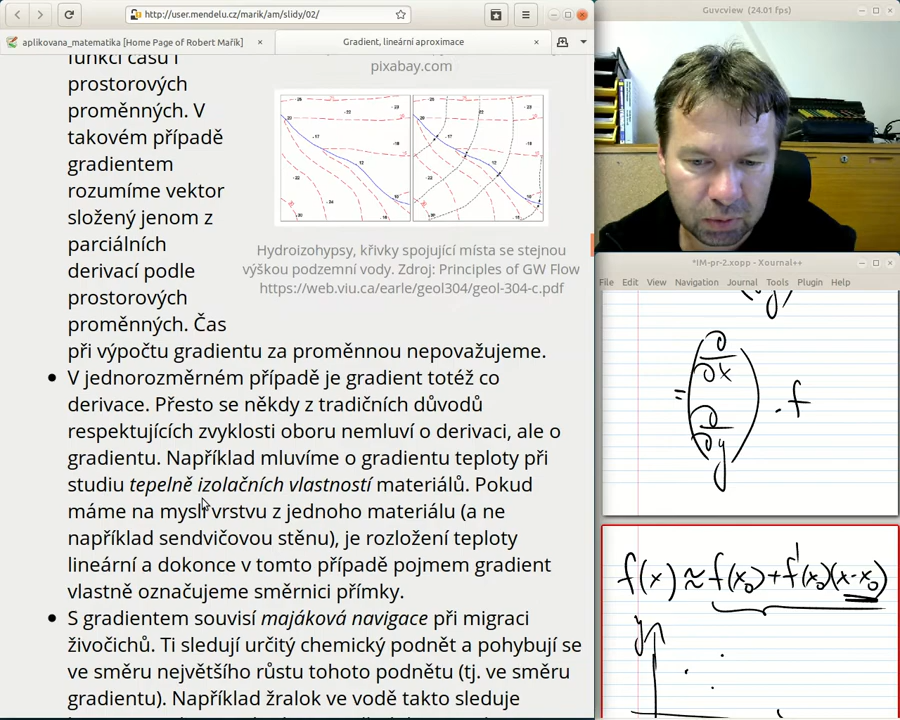 http://user.mendelu.cz/marik/am/slidy/02/
aplikovana_matematika [Home Page of Robert Mařík]
Gradient, lineární aproximace
funkcí času i
prostorových
proměnných. V
takovém případě
gradientem
rozumíme vektor
složený jenom z
parciálních
derivací podle
prostorových
proměnných. Čas
při výpočtu gradientu za proměnnou nepovažujeme.
pixabay.com
Hydroizohypsy, křivky spojující místa se stejnou
výškou podzemní vody. Zdroj: Principles of GW Flow
https://web.viu.ca/earle/geol304/geol-304-c.pdf
V jednorozměrném případě je gradient totéž co
derivace. Přesto se někdy z tradičních důvodů
respektujících zvyklosti oboru nemluví o derivaci, ale o
gradientu. Například mluvíme o gradientu teploty při
studiu tepelně izolačních vlastností materiálů. Pokud
máme na mysli vrstvu z jednoho materiálu (a ne
například sendvičovou stěnu), je rozložení teploty
lineární a dokonce v tomto případě pojmem gradient
vlastně označujeme směrnici přímky.
S gradientem souvisí majáková navigace při migraci
živočichů. Ti sledují určitý chemický podnět a pohybují se
ve směru největšího růstu tohoto podnětu (tj. ve směru
gradientu). Například žralok ve vodě takto sleduje
Guvcview (24.01 fps)
*IM-pr-2.xopp - Xournal++
File Edit View Navigation Journal Tools Plugin Help
= (∂/∂x
∂/∂y) · f
f(x) ≈ f(x₀) + f'(x₀)(x-x₀)
y